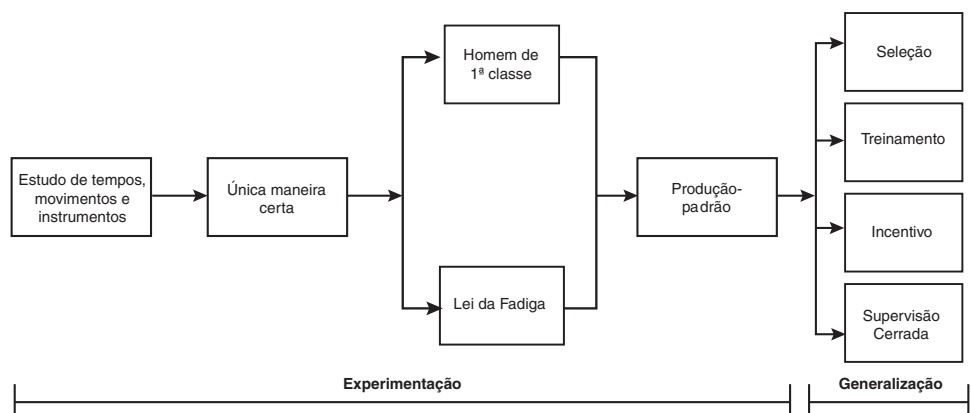 Estudo de tempos,
movimentos e
instrumentos
Única maneira
certa
Homem de
1ª classe
Lei da Fadiga
Produção-
padrão
Seleção
Treinamento
Incentivo
Supervisão
Cerrada
Experimentação
Generalização